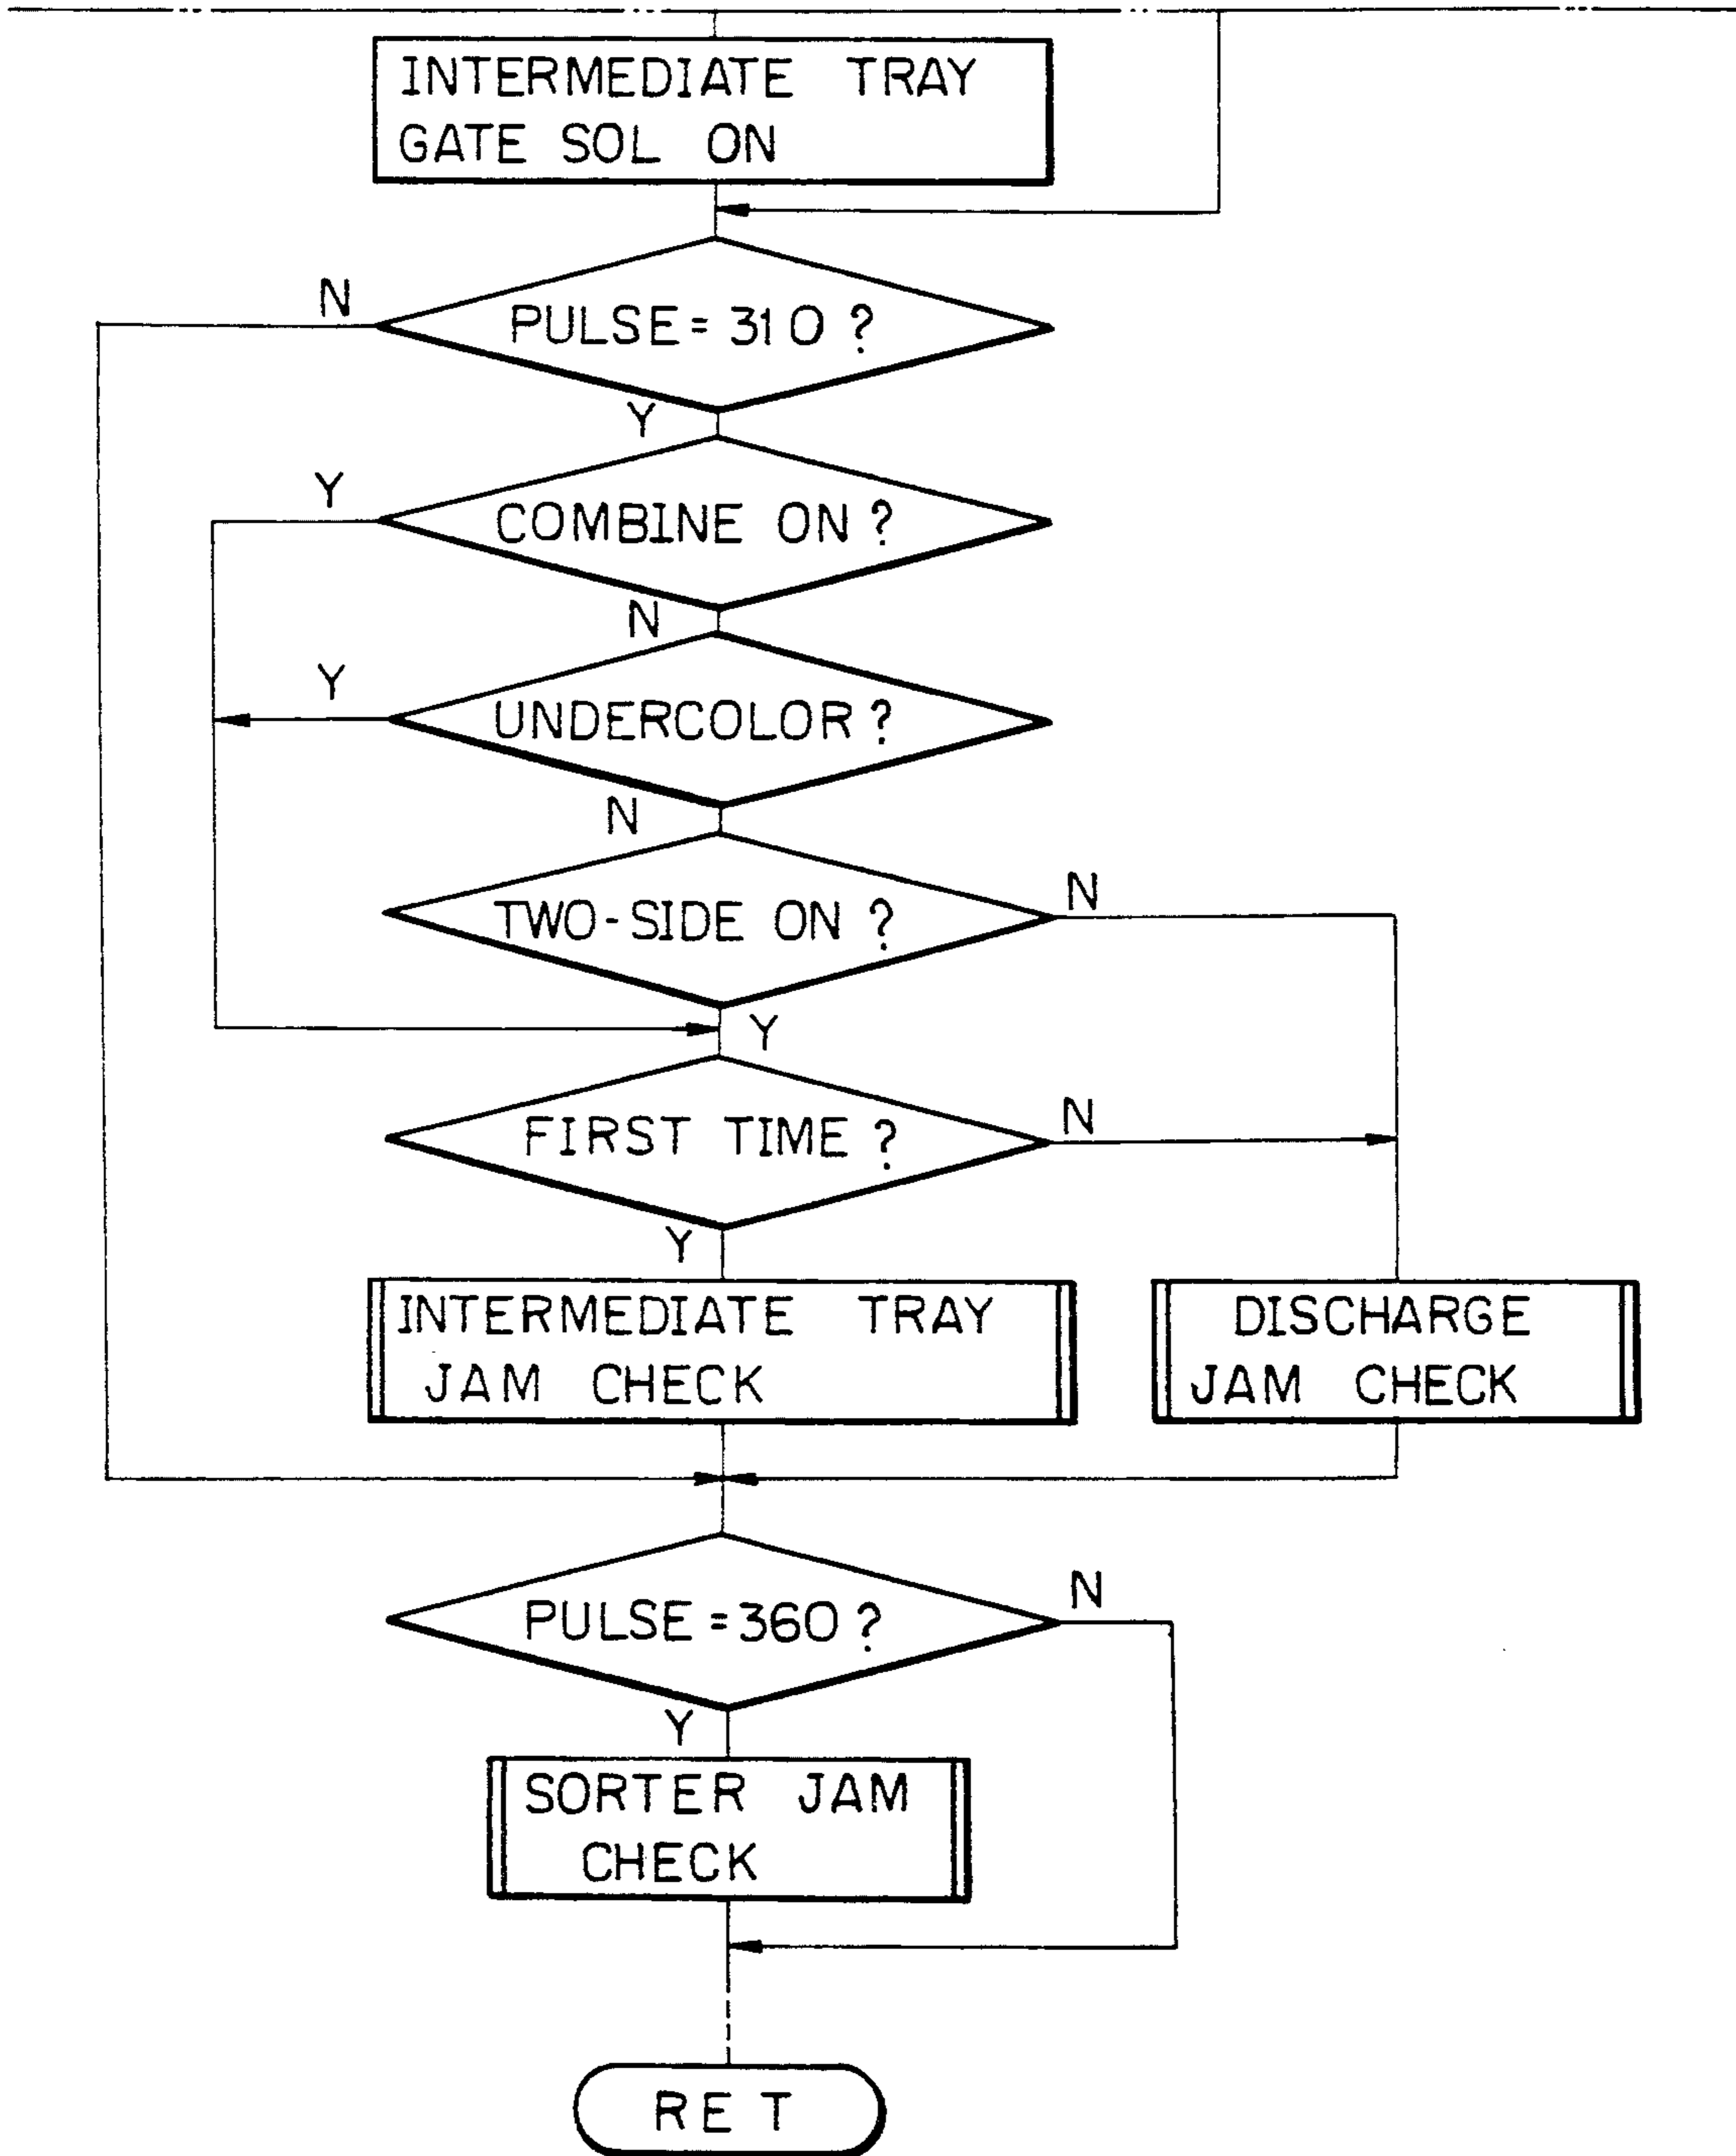 INTERMEDIATE TRAY
GATE SOL ON
N
PULSE=310?
Y
Y
COMBINE ON?
N
Y
UNDERCOLOR?
N
TWO-SIDE ON?
N
Y
FIRST TIME?
N
Y
INTERMEDIATE TRAY
JAM CHECK
DISCHARGE
JAM CHECK
PULSE=360?
N
Y
SORTER JAM
CHECK
RET